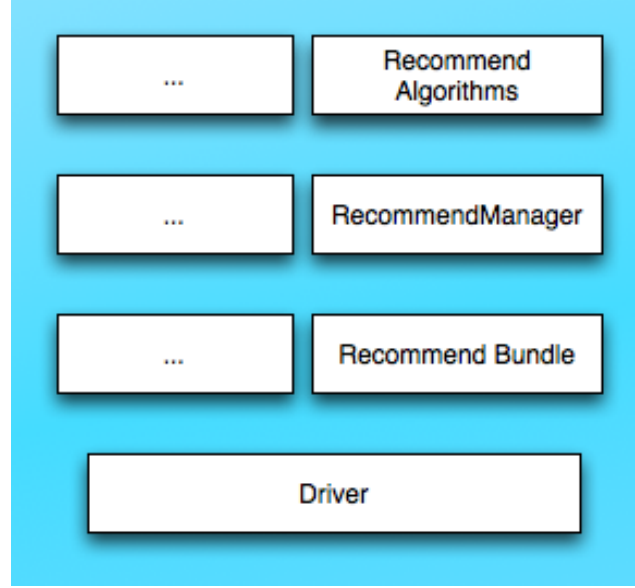 ...
Recommend
Algorithms
...
RecommendManager
...
Recommend Bundle
Driver